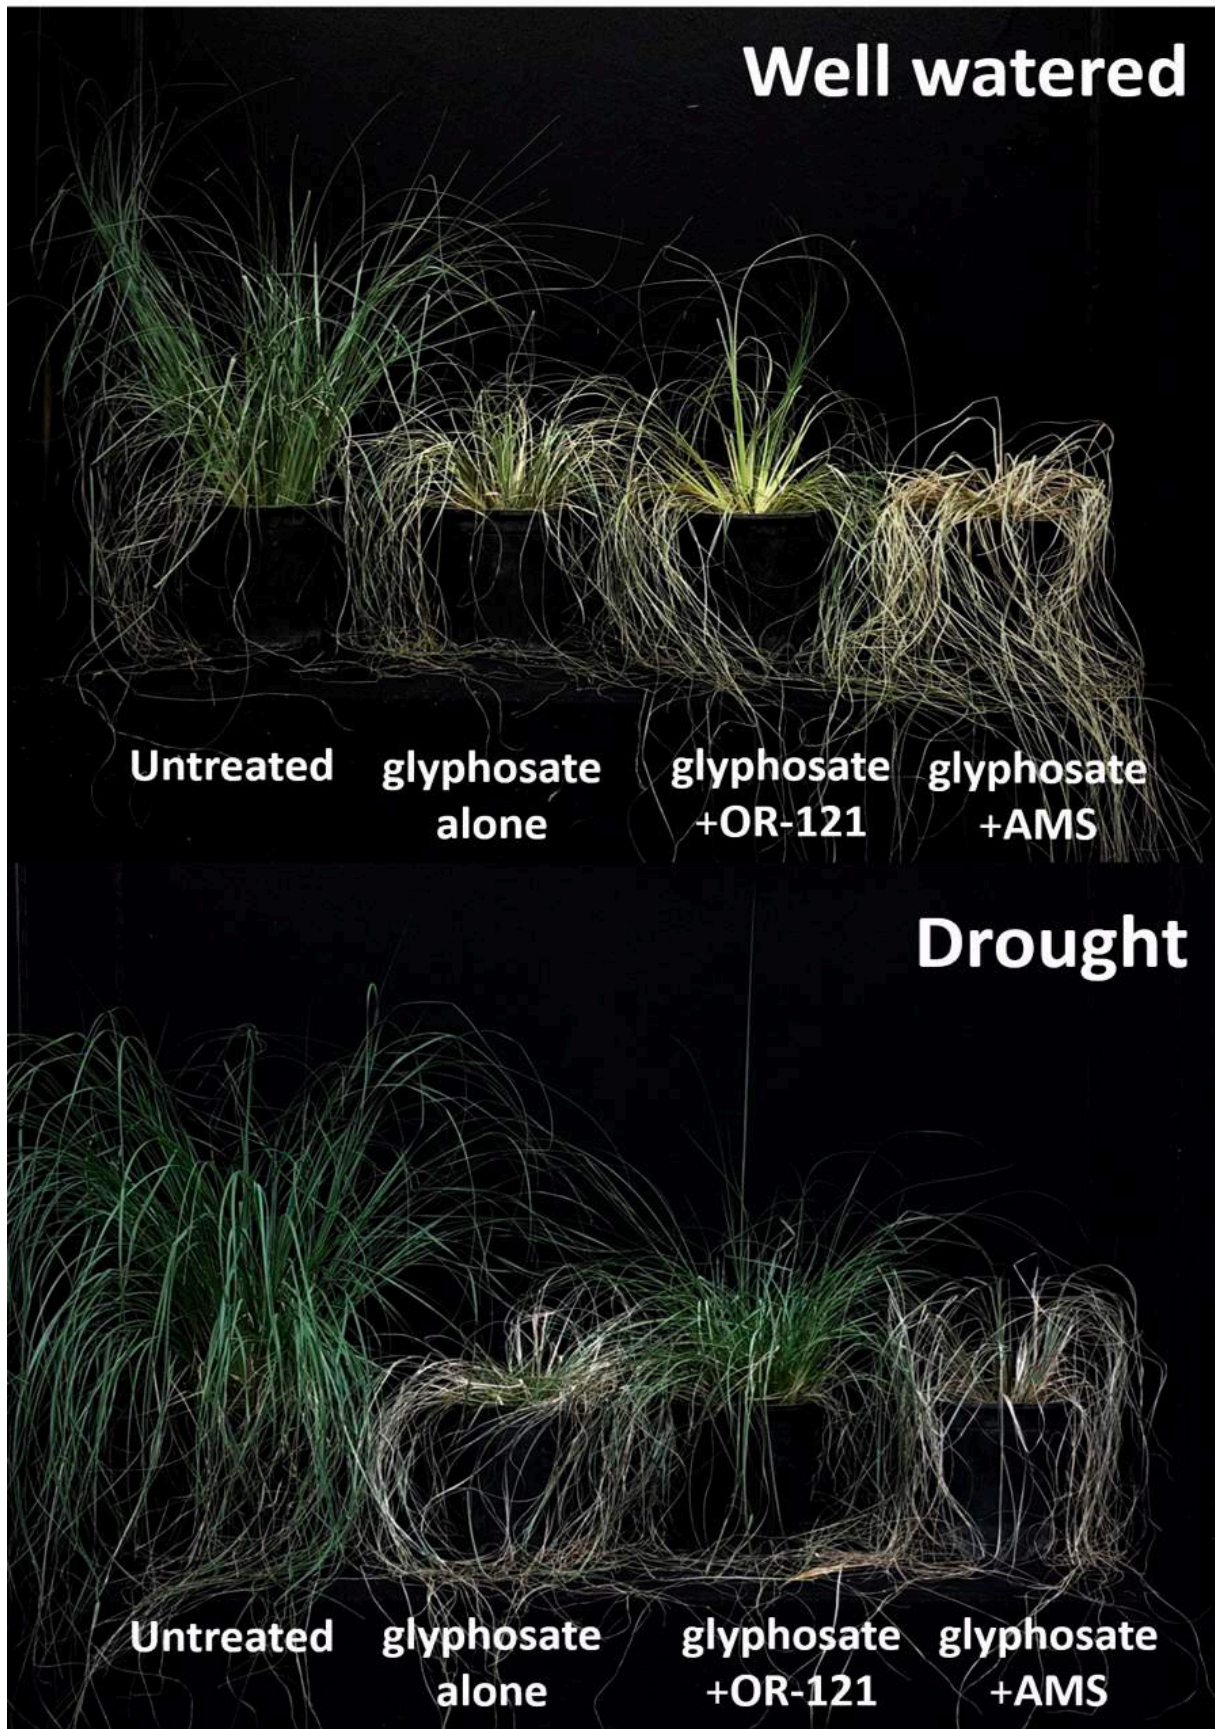 Well watered
Untreated
glyphosate
alone
glyphosate
+OR-121
glyphosate
+AMS
Drought
Untreated
glyphosate
alone
glyphosate
+OR-121
glyphosate
+AMS